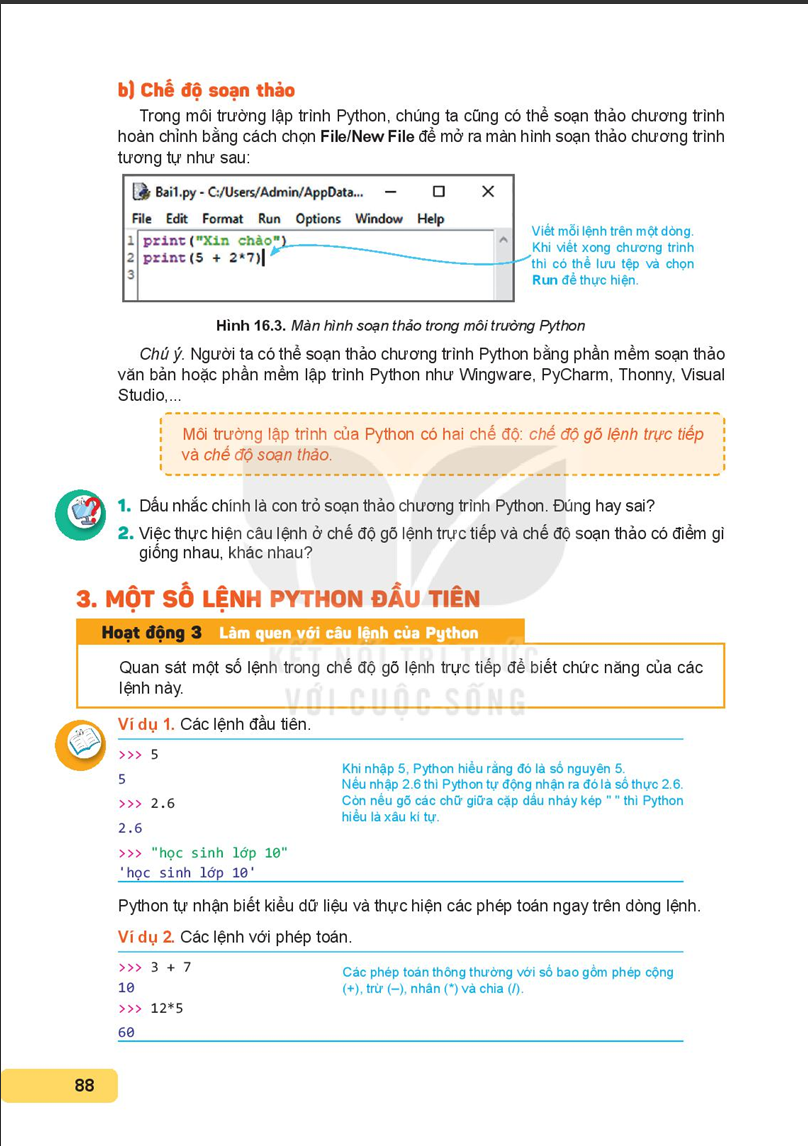 b) Chế độ soạn thảo
Trong môi trường lập trình Python, chúng ta cũng có thể soạn thảo chương trình
hoàn chỉnh bằng cách chọn File/New File để mở ra màn hình soạn thảo chương trình
tương tự như sau:
Bai1.py - C:/Users/Admin/AppData...
File Edit Format Run Options Window Help
1 print("Xin chào")
2 print(5 + 2*7)
3
Viết mỗi lệnh trên một dòng.
Khi viết xong chương trình
thì có thể lưu tệp và chọn
Run để thực hiện.
Hình 16.3. Màn hình soạn thảo trong môi trường Python
Chú ý. Người ta có thể soạn thảo chương trình Python bằng phần mềm soạn thảo
văn bản hoặc phần mềm lập trình Python như Wingware, PyCharm, Thonny, Visual
Studio,...
Môi trường lập trình của Python có hai chế độ: chế độ gõ lệnh trực tiếp
và chế độ soạn thảo.
1. Dấu nhắc chính là con trỏ soạn thảo chương trình Python. Đúng hay sai?
2. Việc thực hiện câu lệnh ở chế độ gõ lệnh trực tiếp và chế độ soạn thảo có điểm gì
giống nhau, khác nhau?
3. MỘT SỐ LỆNH PYTHON ĐẦU TIÊN
Hoạt động 3 Làm quen với câu lệnh của Python
KẾT NỐI TRI THỨC
VỚI CUỘC SỐNG
Quan sát một số lệnh trong chế độ gõ lệnh trực tiếp để biết chức năng của các
lệnh này.
Ví dụ 1. Các lệnh đầu tiên.
>>> 5
5
>>> 2.6
2.6
>>> "học sinh lớp 10"
'học sinh lớp 10'
Khi nhập 5, Python hiểu rằng đó là số nguyên 5.
Nếu nhập 2.6 thì Python tự động nhận ra đó là số thực 2.6.
Còn nếu gõ các chữ giữa cặp dấu nháy kép " " thì Python
hiểu là xâu kí tự.
Python tự nhận biết kiểu dữ liệu và thực hiện các phép toán ngay trên dòng lệnh.
Ví dụ 2. Các lệnh với phép toán.
>>> 3 + 7
10
>>> 12*5
60
Các phép toán thông thường với số bao gồm phép cộng
(+), trừ (–), nhân (*) và chia (/).
88